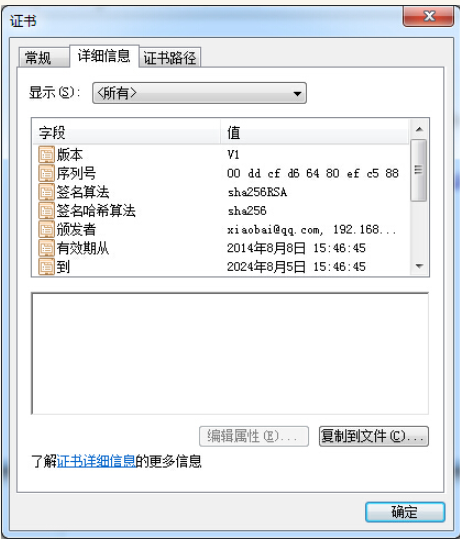 证书
常规 详细信息 证书路径
显示(S): <所有>
字段 值
版本 V1
序列号 00 dd cf d6 64 80 ef c5 88
签名算法 sha256RSA
签名哈希算法 sha256
颁发者 xiaobai@qq.com, 192.168...
有效期从 2014年8月8日 15:46:45
到 2024年8月5日 15:46:45
编辑属性(E)... 复制到文件(C)...
了解证书详细信息的更多信息
确定